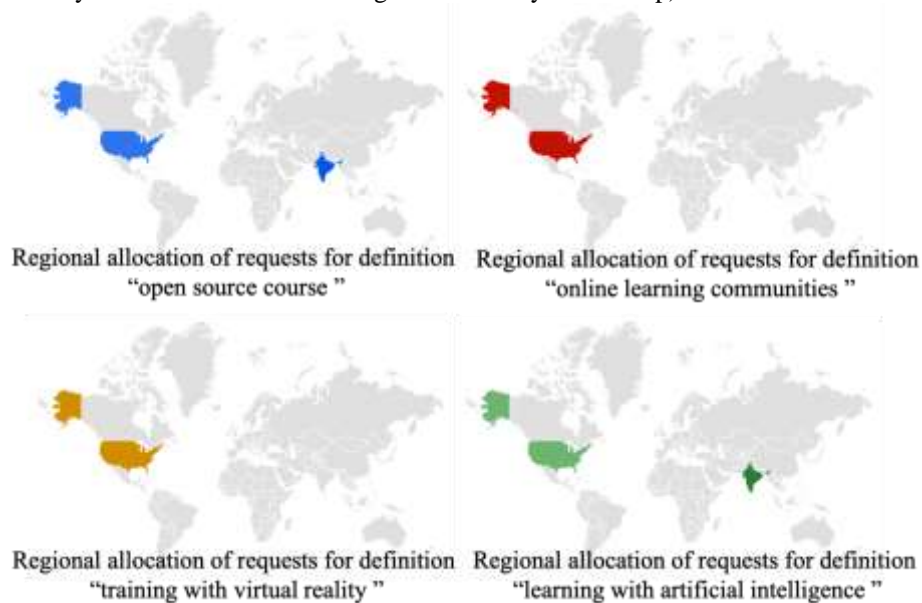 Regional allocation of requests for definition
“open source course ”
Regional allocation of requests for definition
“online learning communities ”
Regional allocation of requests for definition
“training with virtual reality ”
Regional allocation of requests for definition
“learning with artificial intelligence ”